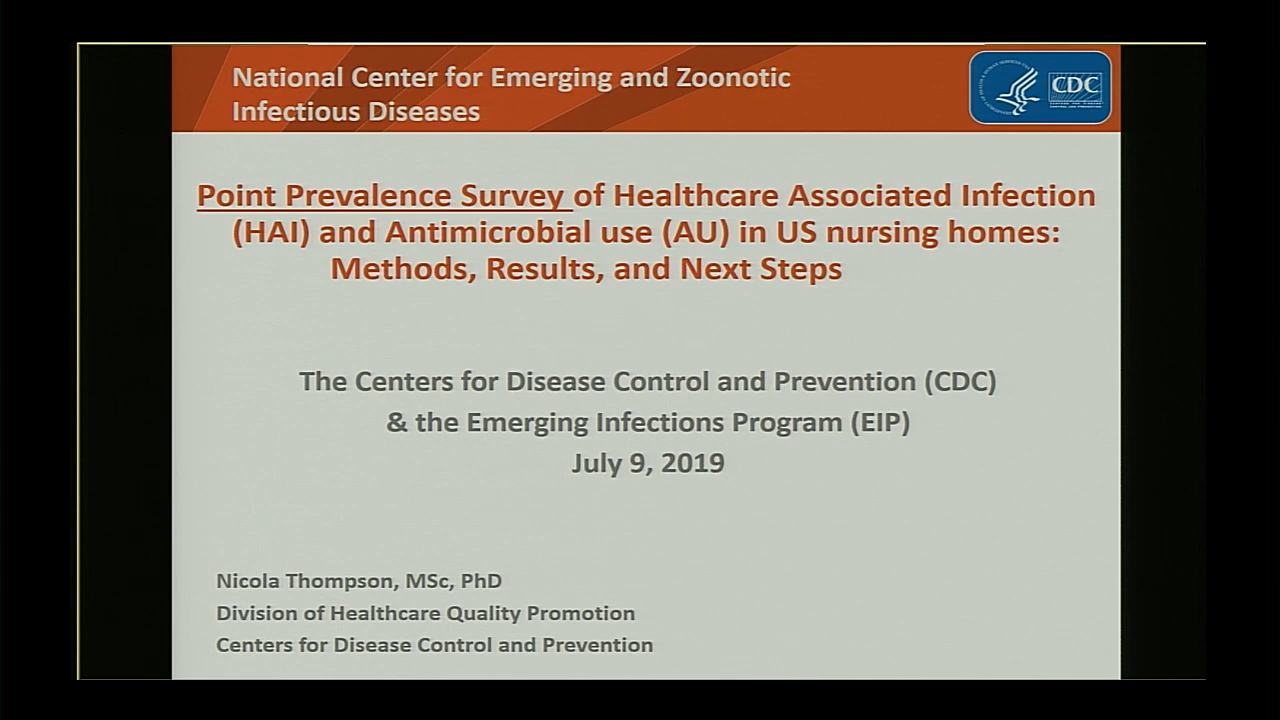 National Center for Emerging and Zoonotic
Infectious Diseases
CDC
Point Prevalence Survey of Healthcare Associated Infection
(HAI) and Antimicrobial use (AU) in US nursing homes:
Methods, Results, and Next Steps
The Centers for Disease Control and Prevention (CDC)
& the Emerging Infections Program (EIP)
July 9, 2019
Nicola Thompson, MSc, PhD
Division of Healthcare Quality Promotion
Centers for Disease Control and Prevention